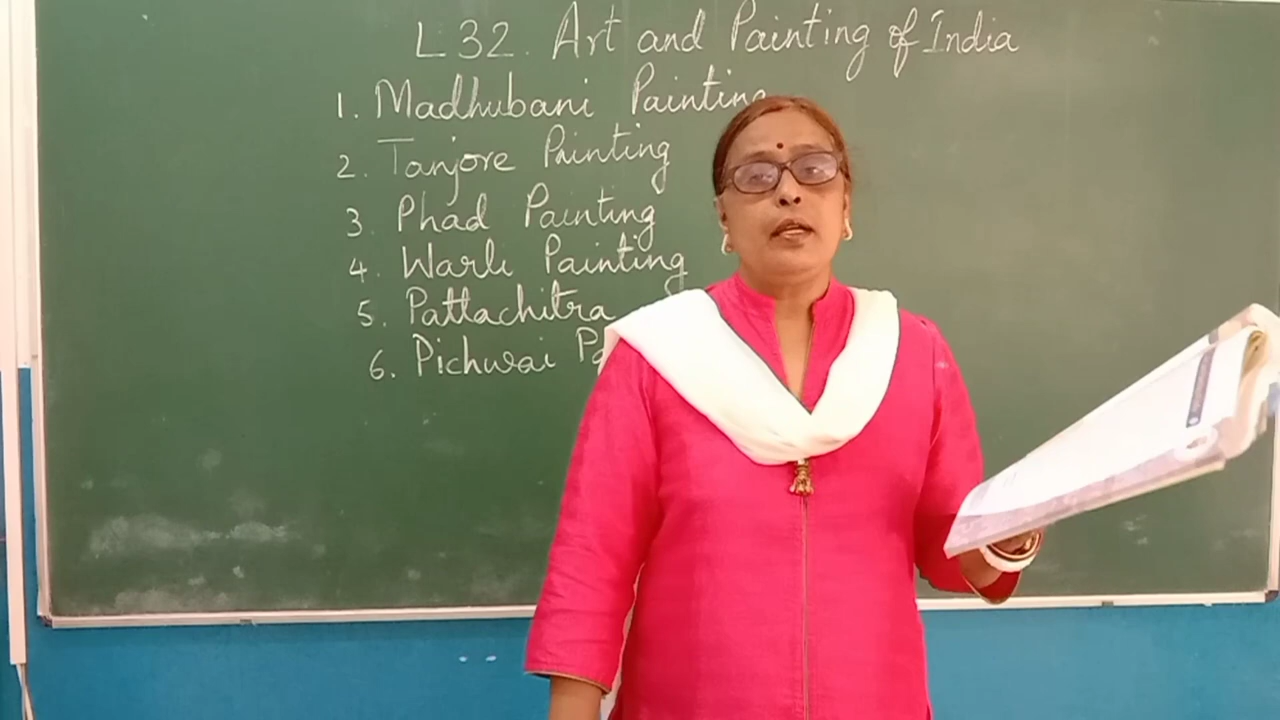 L 32. Art and Painting of India
1. Madhubani Painting
2. Tanjore Painting
3. Phad Painting
4. Warli Painting
5. Pattachitra
6. Pichwai